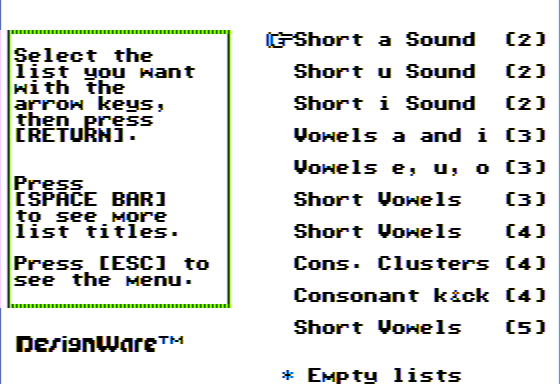 Select the
list you want
with the
arrow keys,
then press
[RETURN].
Press
[SPACE BAR]
to see more
list titles.
Press [ESC] to
see the menu.
DesignWare™
Short a Sound [2]
Short u Sound [2]
Short i Sound [2]
Vowels a and i [3]
Vowels e, u, o [3]
Short Vowels [3]
Short Vowels [4]
Cons. Clusters [4]
Consonant k&ck [4]
Short Vowels [5]
* Empty lists